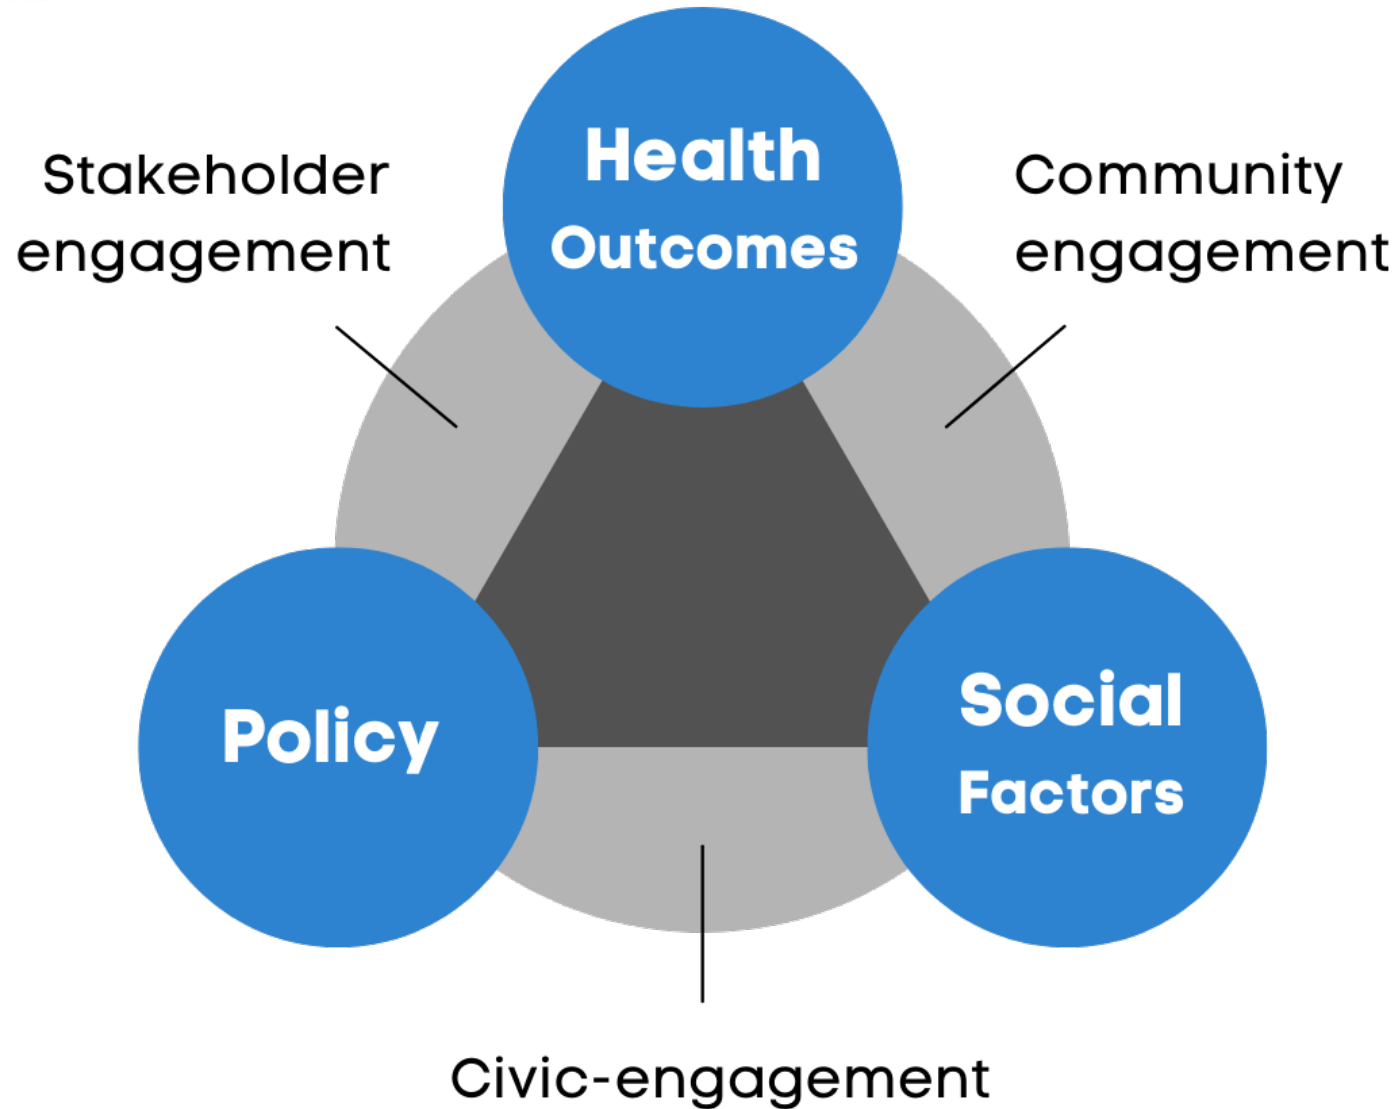 Health
Outcomes
Stakeholder
engagement
Community
engagement
Policy
Social
Factors
Civic-engagement